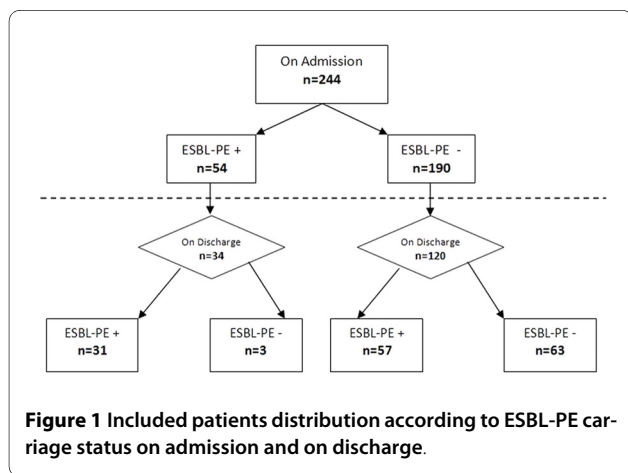 On Admission
n=244
ESBL-PE +
n=54
ESBL-PE -
n=190
On Discharge
n=34
On Discharge
n=120
ESBL-PE +
n=31
ESBL-PE -
n=3
ESBL-PE +
n=57
ESBL-PE -
n=63
Figure 1 Included patients distribution according to ESBL-PE car-
riage status on admission and on discharge.